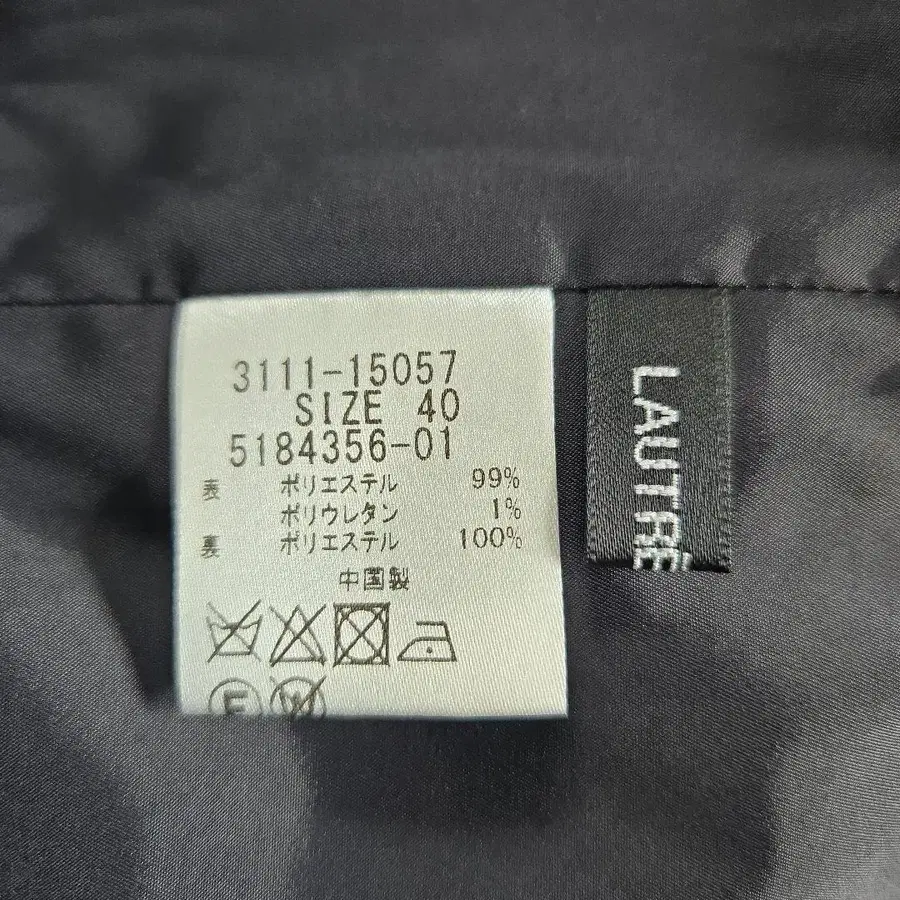 3111-15057
SIZE 40
5184356-01
表 ポリエステル 99%
ポリウレタン 1%
裏 ポリエステル 100%
中国製
F W
LAUTRĒ